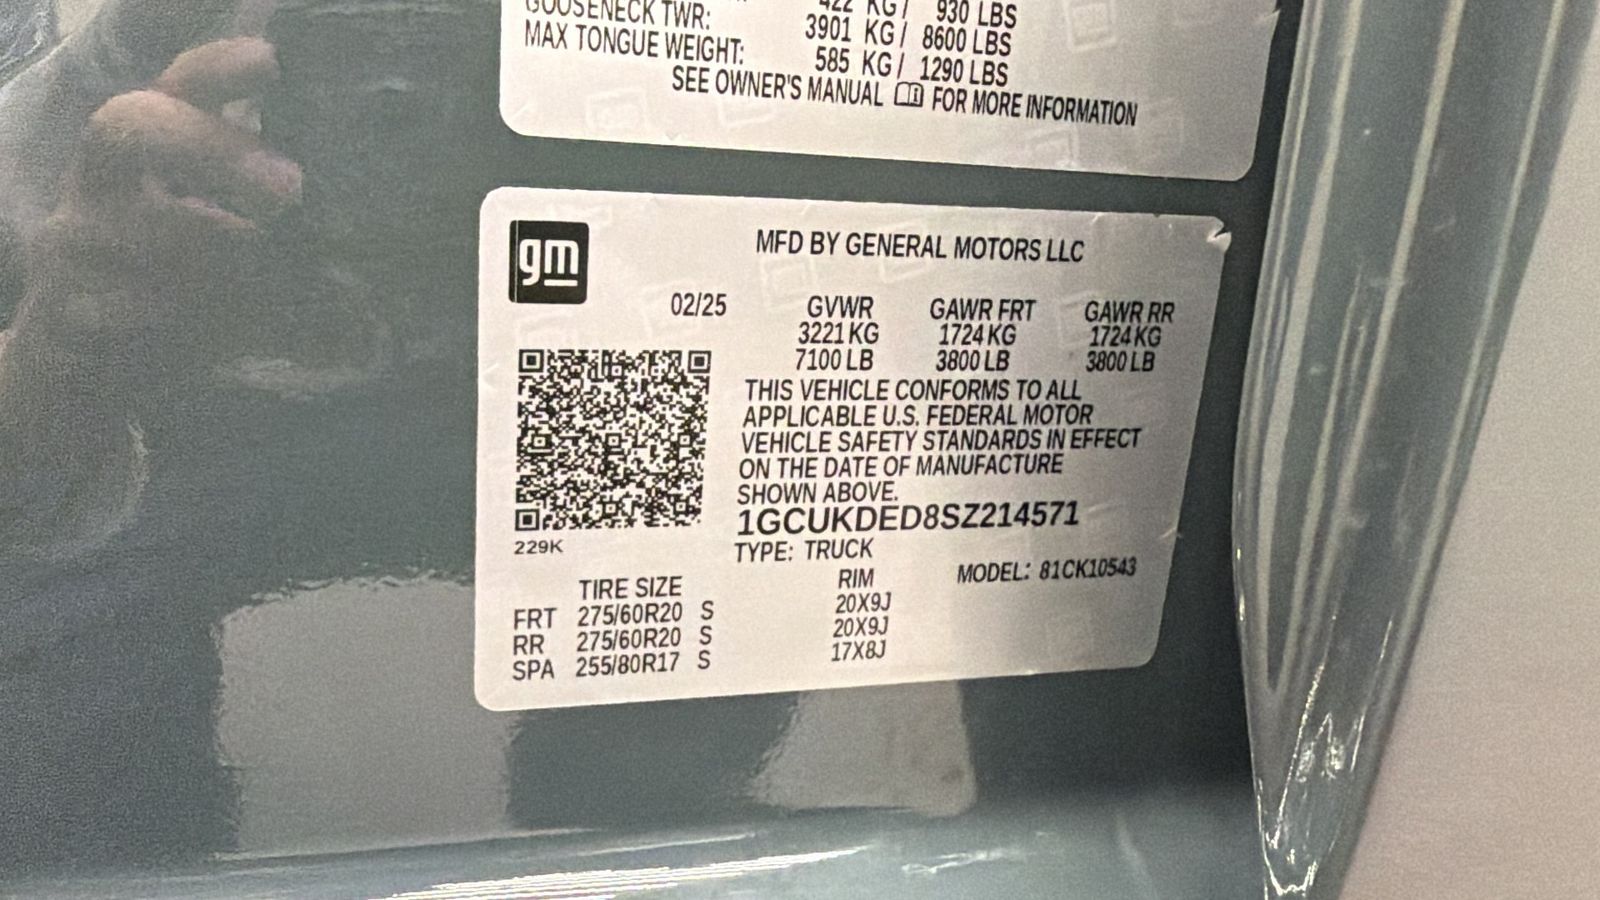 422 KG / 930 LBS
GOOSENECK TWR: 3901 KG / 8600 LBS
MAX TONGUE WEIGHT: 585 KG / 1290 LBS
SEE OWNER'S MANUAL FOR MORE INFORMATION
gm
MFD BY GENERAL MOTORS LLC
02/25 GVWR GAWR FRT GAWR RR
3221 KG 1724 KG 1724 KG
7100 LB 3800 LB 3800 LB
THIS VEHICLE CONFORMS TO ALL
APPLICABLE U.S. FEDERAL MOTOR
VEHICLE SAFETY STANDARDS IN EFFECT
ON THE DATE OF MANUFACTURE
SHOWN ABOVE.
1GCUKDED8SZ214571
229K
TYPE: TRUCK
MODEL: 81CK10543
TIRE SIZE RIM
FRT 275/60R20 S 20X9J
RR 275/60R20 S 20X9J
SPA 255/80R17 S 17X8J